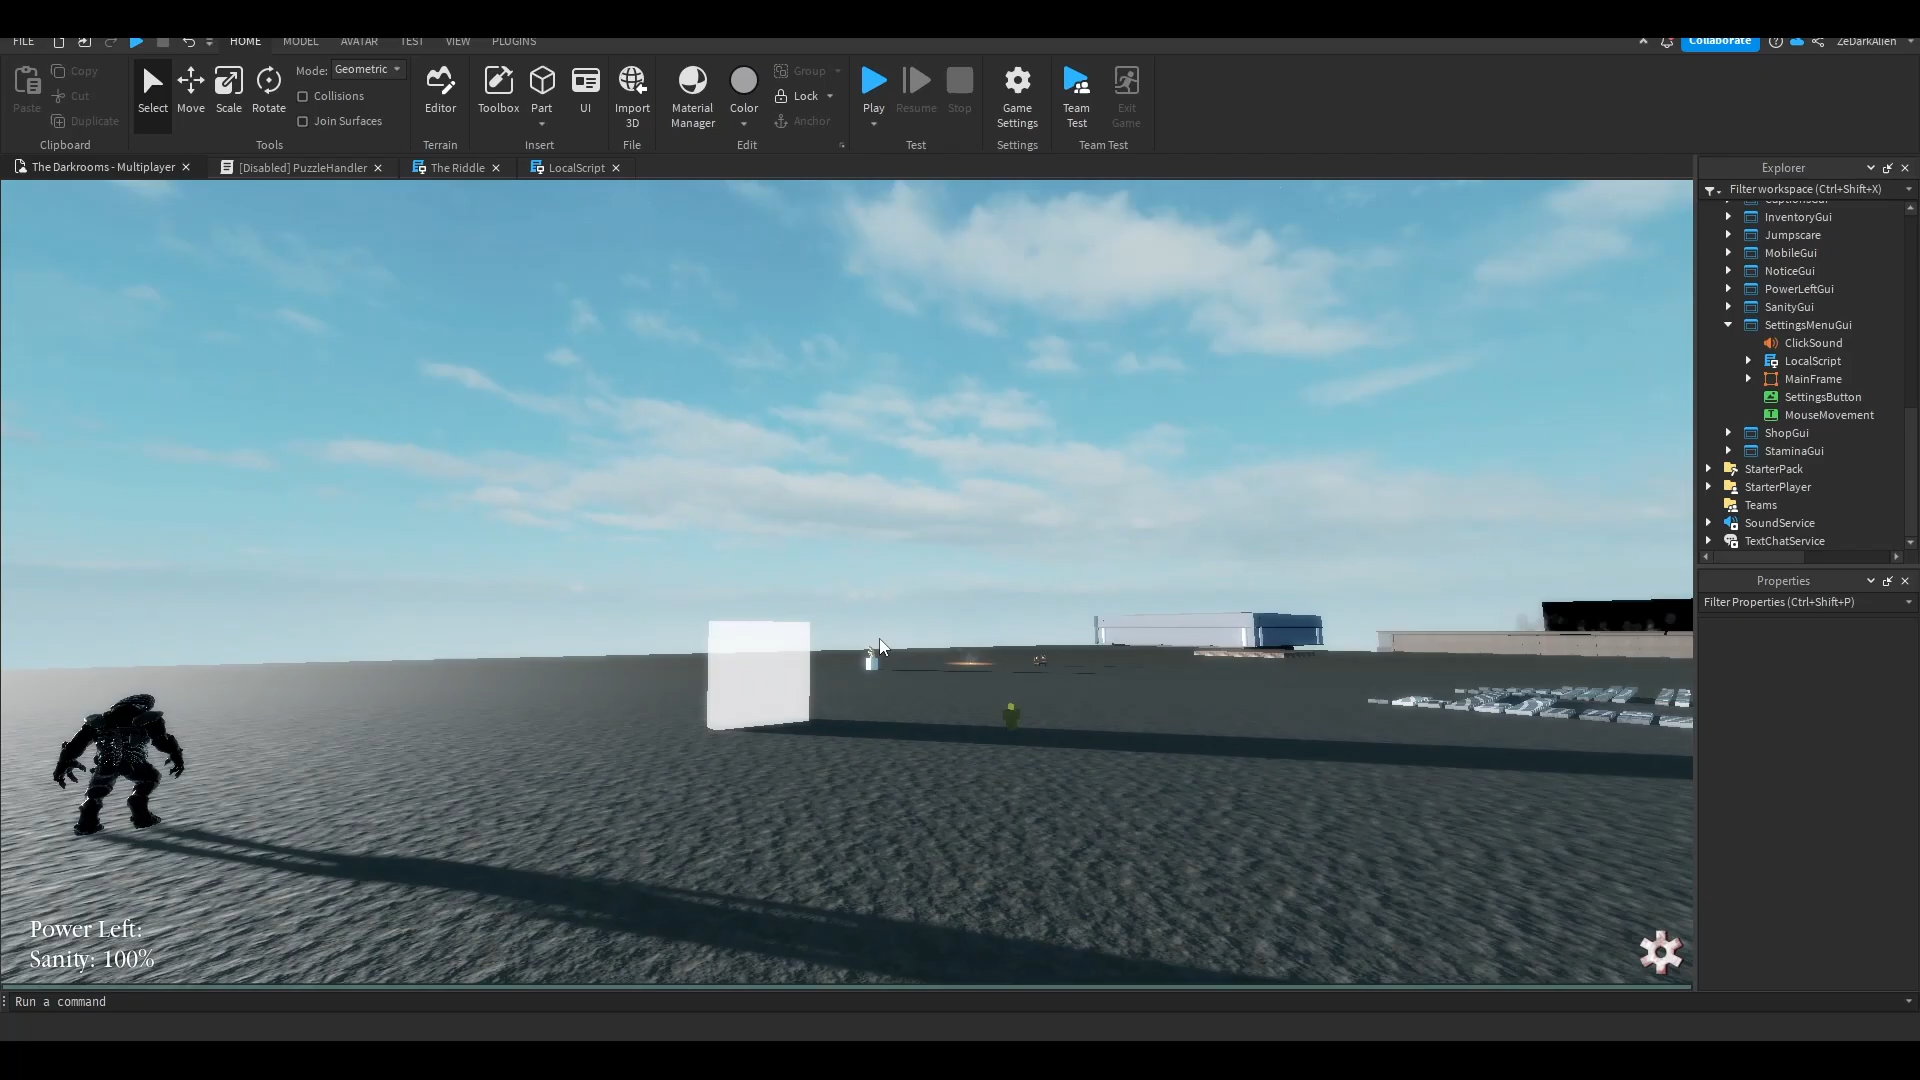 FILE HOME MODEL AVATAR TEST VIEW PLUGINS Collaborate ZeDarkAlien
Paste
Copy
Cut
Duplicate
Clipboard
Select Move Scale Rotate
Mode: Geometric
Collisions
Join Surfaces
Tools
Editor
Terrain
Toolbox Part UI
Insert
Import 3D
File
Material Manager
Color
Group
Lock
Anchor
Edit
Play Resume Stop
Test
Game Settings
Settings
Team Test
Exit Game
Team Test
The Darkrooms - Multiplayer
[Disabled] PuzzleHandler
The Riddle
LocalScript
Explorer
Filter workspace (Ctrl+Shift+X)
InventoryGui
Jumpscare
MobileGui
NoticeGui
PowerLeftGui
SanityGui
SettingsMenuGui
ClickSound
LocalScript
MainFrame
SettingsButton
MouseMovement
ShopGui
StaminaGui
StarterPack
StarterPlayer
Teams
SoundService
TextChatService
Properties
Filter Properties (Ctrl+Shift+P)
Power Left:
Sanity: 100%
Run a command